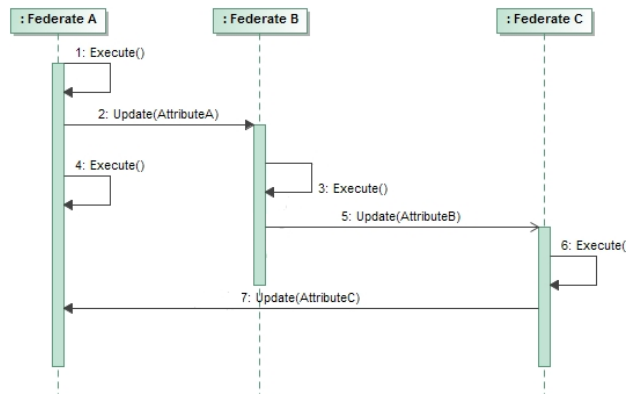 : Federate A
: Federate B
: Federate C
1: Execute()
2: Update(AttributeA)
4: Execute()
3: Execute()
5: Update(AttributeB)
6: Execute(
7: Update(AttributeC)